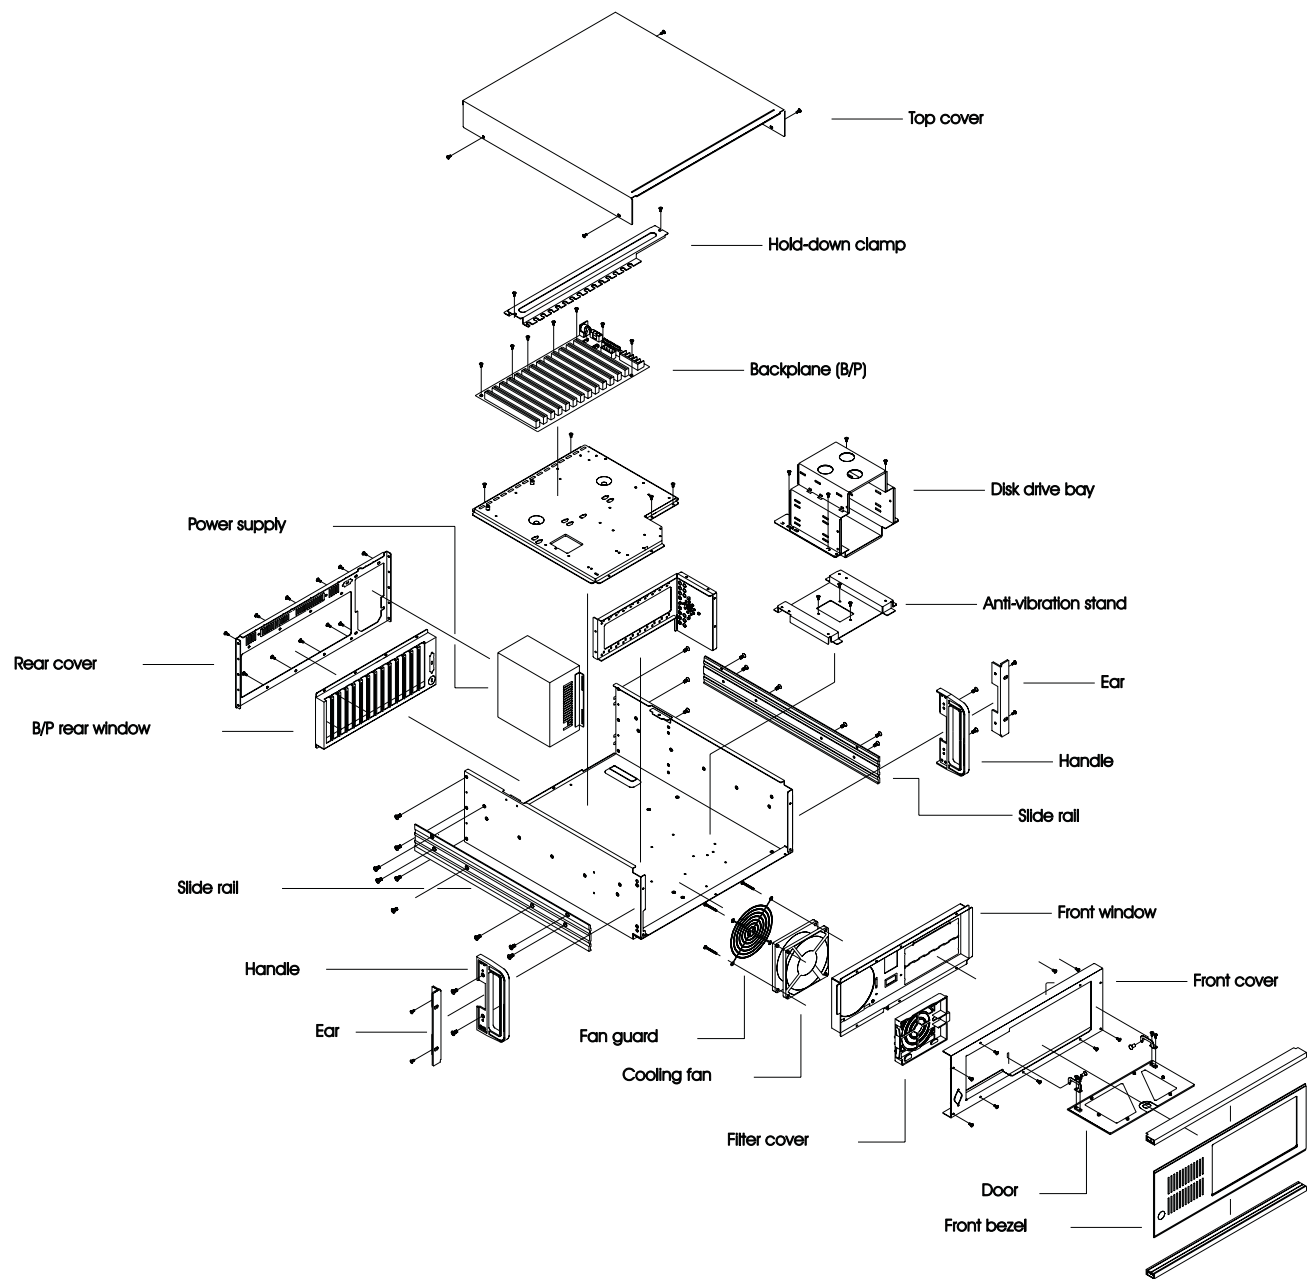 Top cover
Hold-down clamp
Backplane (B/P)
Disk drive bay
Power supply
Anti-vibration stand
Rear cover
Ear
B/P rear window
Handle
Slide rail
Slide rail
Front window
Handle
Front cover
Ear
Fan guard
Cooling fan
Filter cover
Door
Front bezel